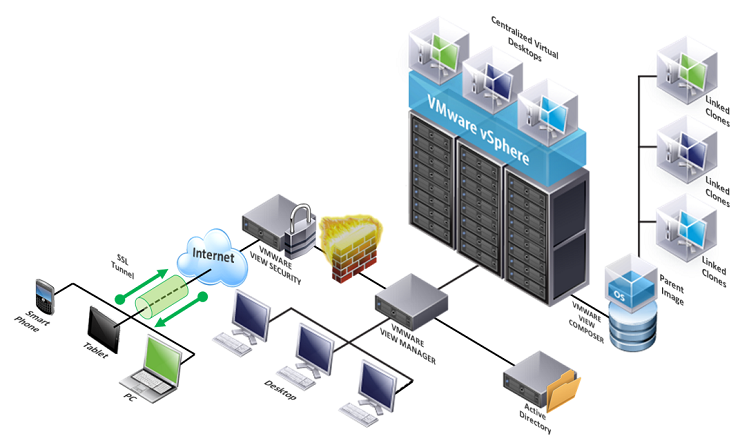 Centralized Virtual
Desktops
VMware vSphere
Linked
Clones
Linked
Clones
Linked
Clones
Internet
VMWARE
VIEW SECURITY
SSL
Tunnel
Smart
Phone
Tablet
PC
Desktop
VMWARE
VIEW MANAGER
Active
Directory
VMWARE
VIEW
COMPOSER
OS
Parent
Image